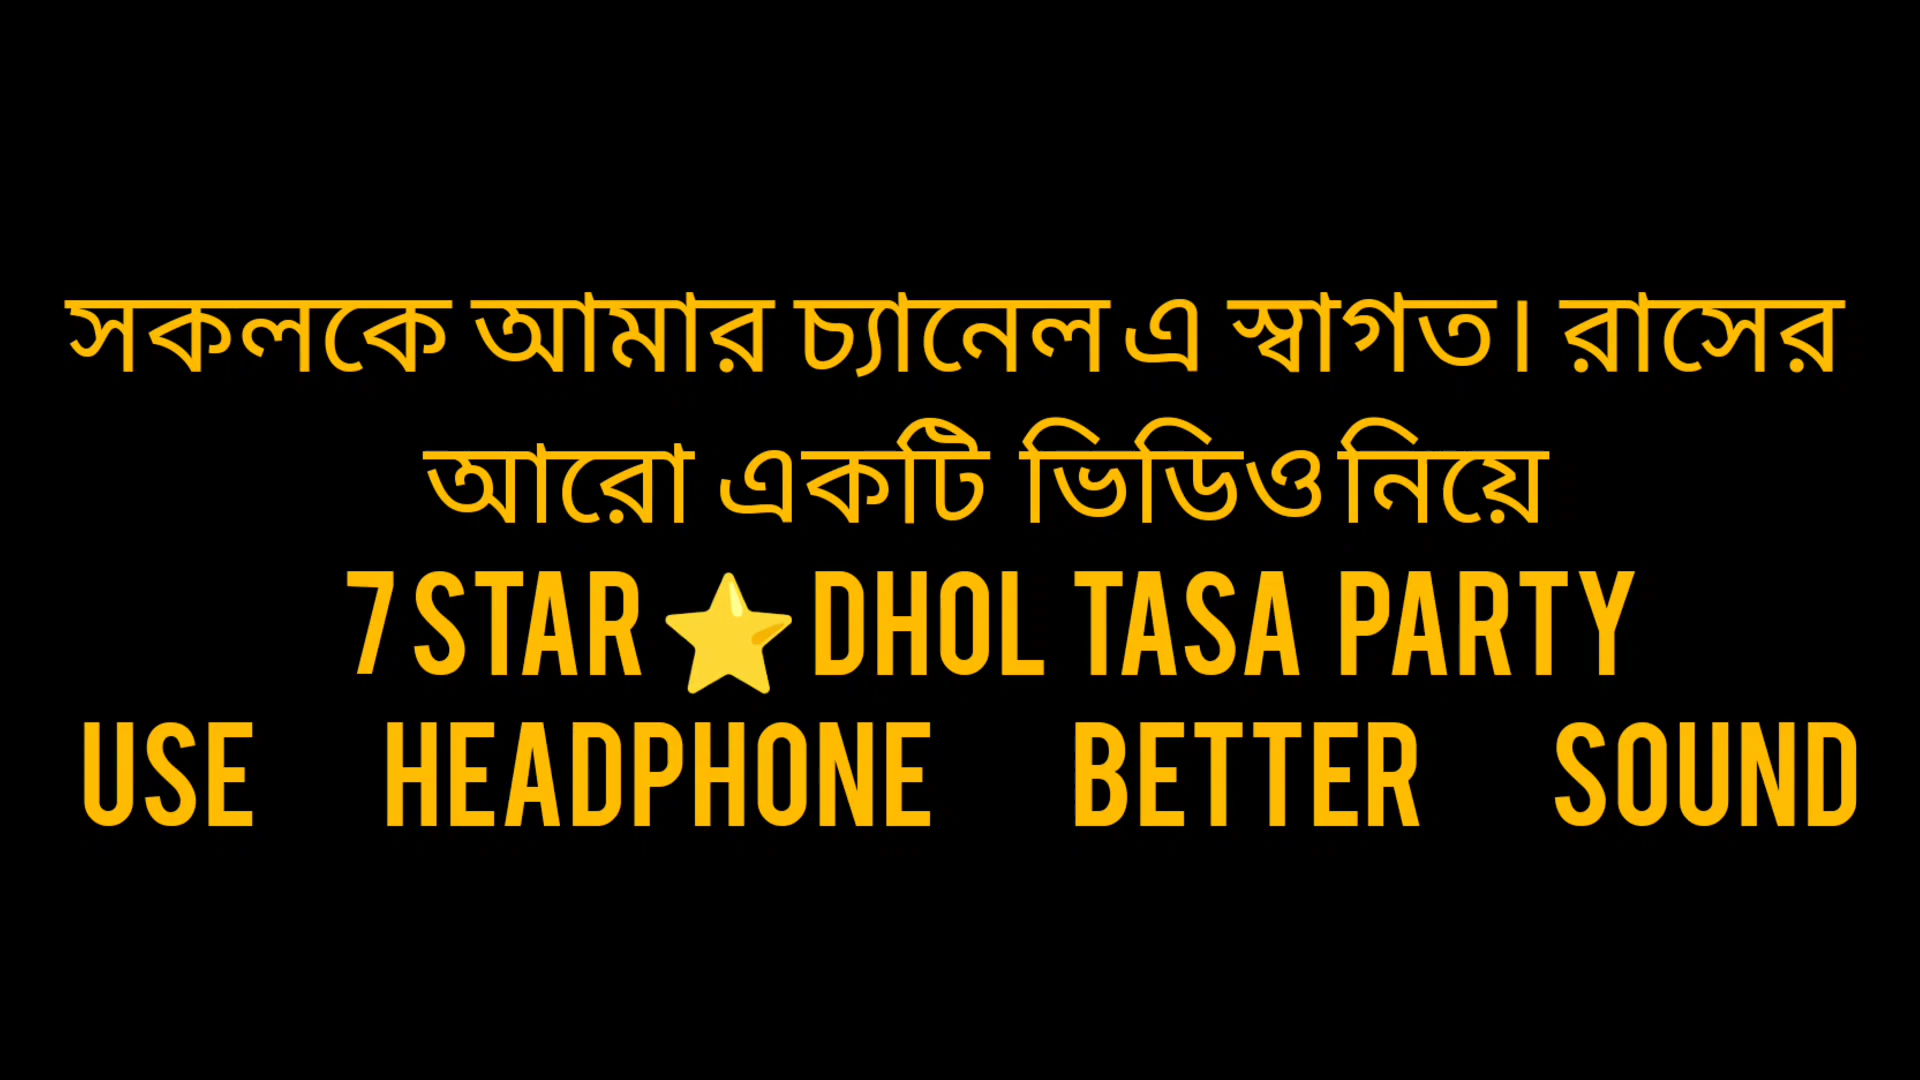 সকলকে আমার চ্যানেল এ স্বাগত। রাসের
আরো একটি ভিডিও নিয়ে
7 STAR ⭐ DHOL TASA PARTY
USE HEADPHONE BETTER SOUND